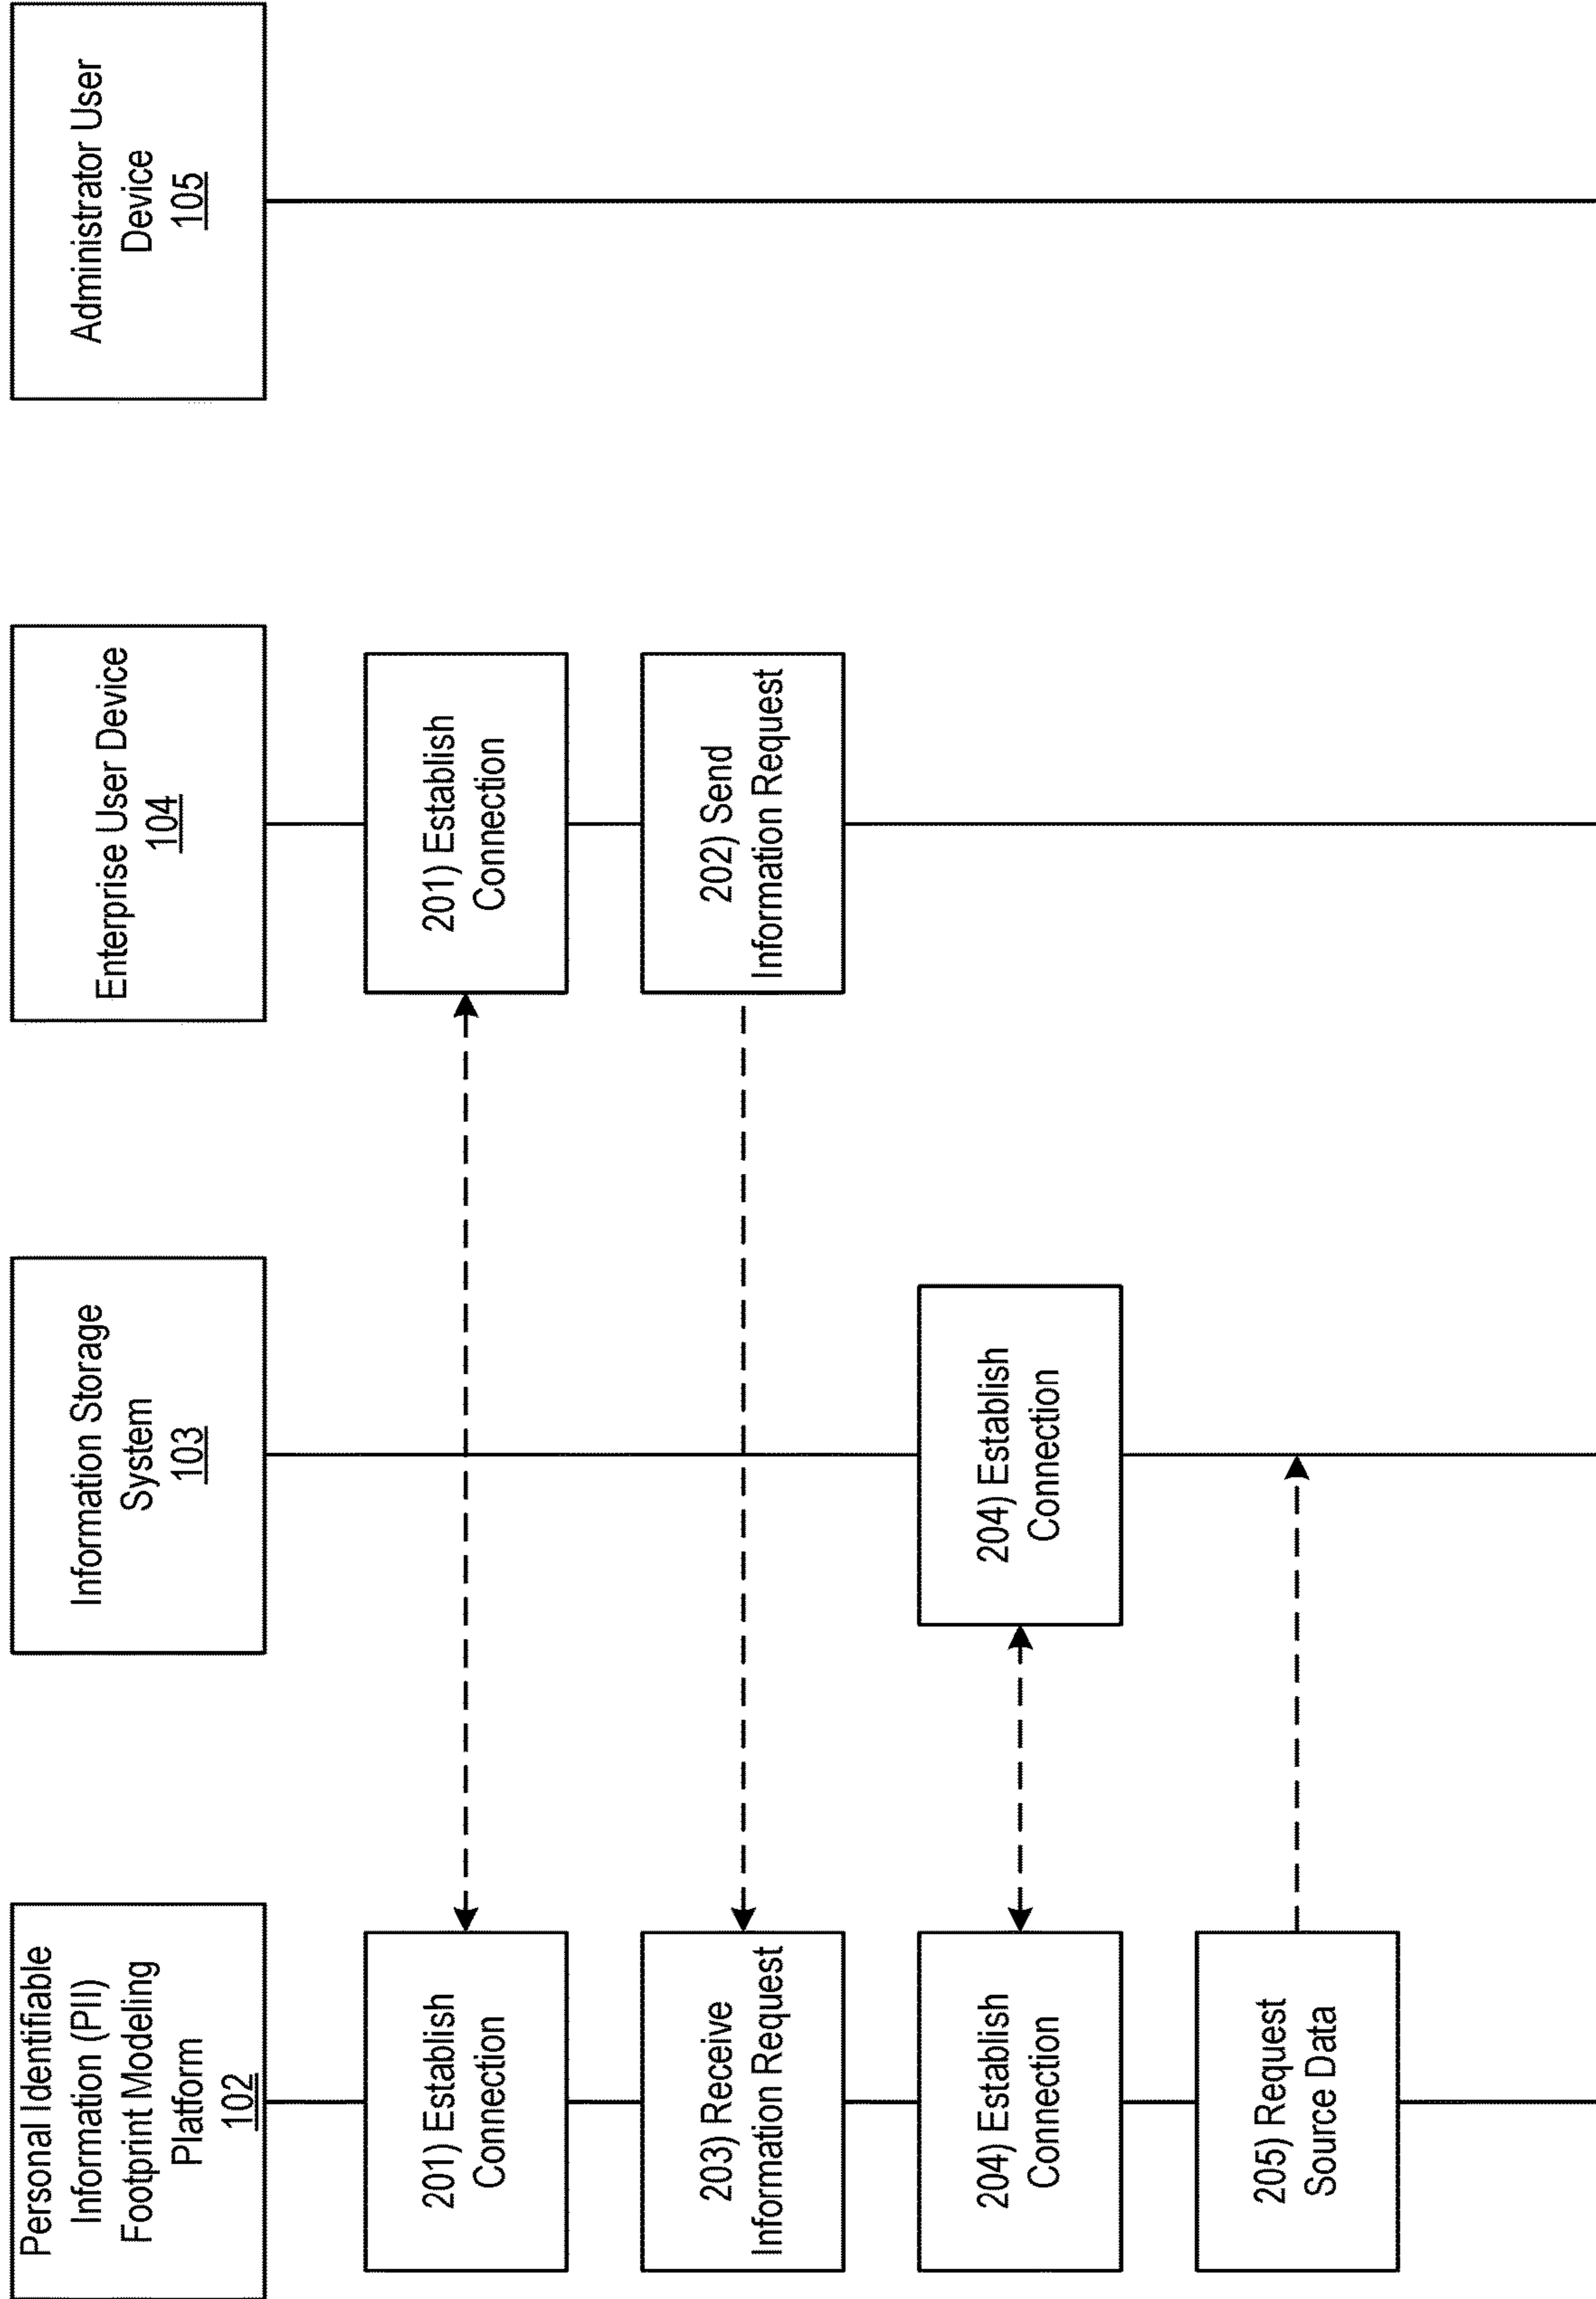 Personal Identifiable
Information (PII)
Footprint Modeling
Platform
102
Information Storage
System
103
Enterprise User Device
104
Administrator User
Device
105
201) Establish
Connection
201) Establish
Connection
203) Receive
Information Request
202) Send
Information Request
204) Establish
Connection
204) Establish
Connection
205) Request
Source Data